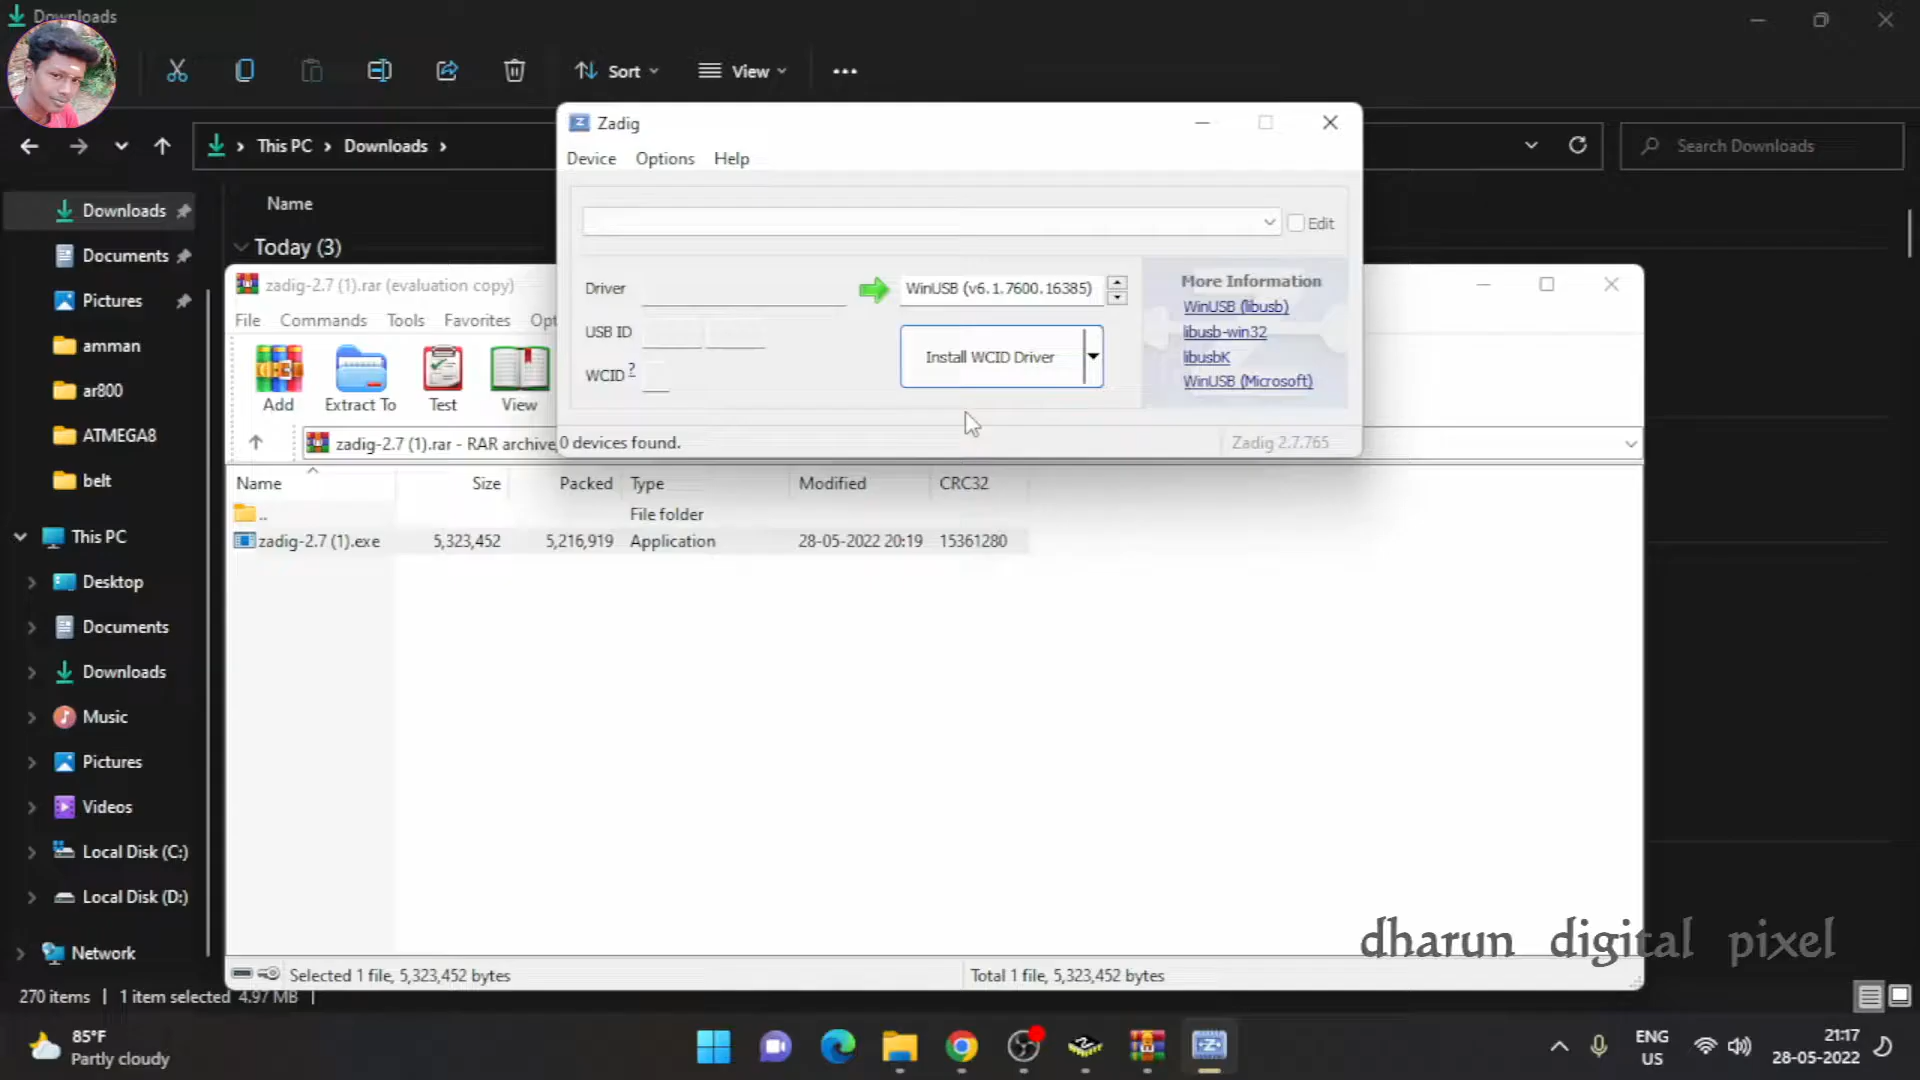 Downloads
Sort
View
This PC > Downloads >
Search Downloads
Downloads
Documents
Pictures
amman
ar800
ATMEGA8
belt
This PC
Desktop
Documents
Downloads
Music
Pictures
Videos
Local Disk (C:)
Local Disk (D:)
Network
Name
Today (3)
270 items | 1 item selected 4.97 MB |
zadig-2.7 (1).rar (evaluation copy)
File Commands Tools Favorites Opt
Add
Extract To
Test
View
zadig-2.7 (1).rar - RAR archive
Name Size Packed Type Modified CRC32
.. File folder
zadig-2.7 (1).exe 5,323,452 5,216,919 Application 28-05-2022 20:19 15361280
Selected 1 file, 5,323,452 bytes
Total 1 file, 5,323,452 bytes
Zadig
Device Options Help
Edit
Driver
WinUSB (v6.1.7600.16385)
USB ID
WCID ?
Install WCID Driver
More Information
WinUSB (libusb)
libusb-win32
libusbK
WinUSB (Microsoft)
0 devices found.
Zadig 2.7.765
dharun digital pixel
85°F
Partly cloudy
ENG
US
21:17
28-05-2022